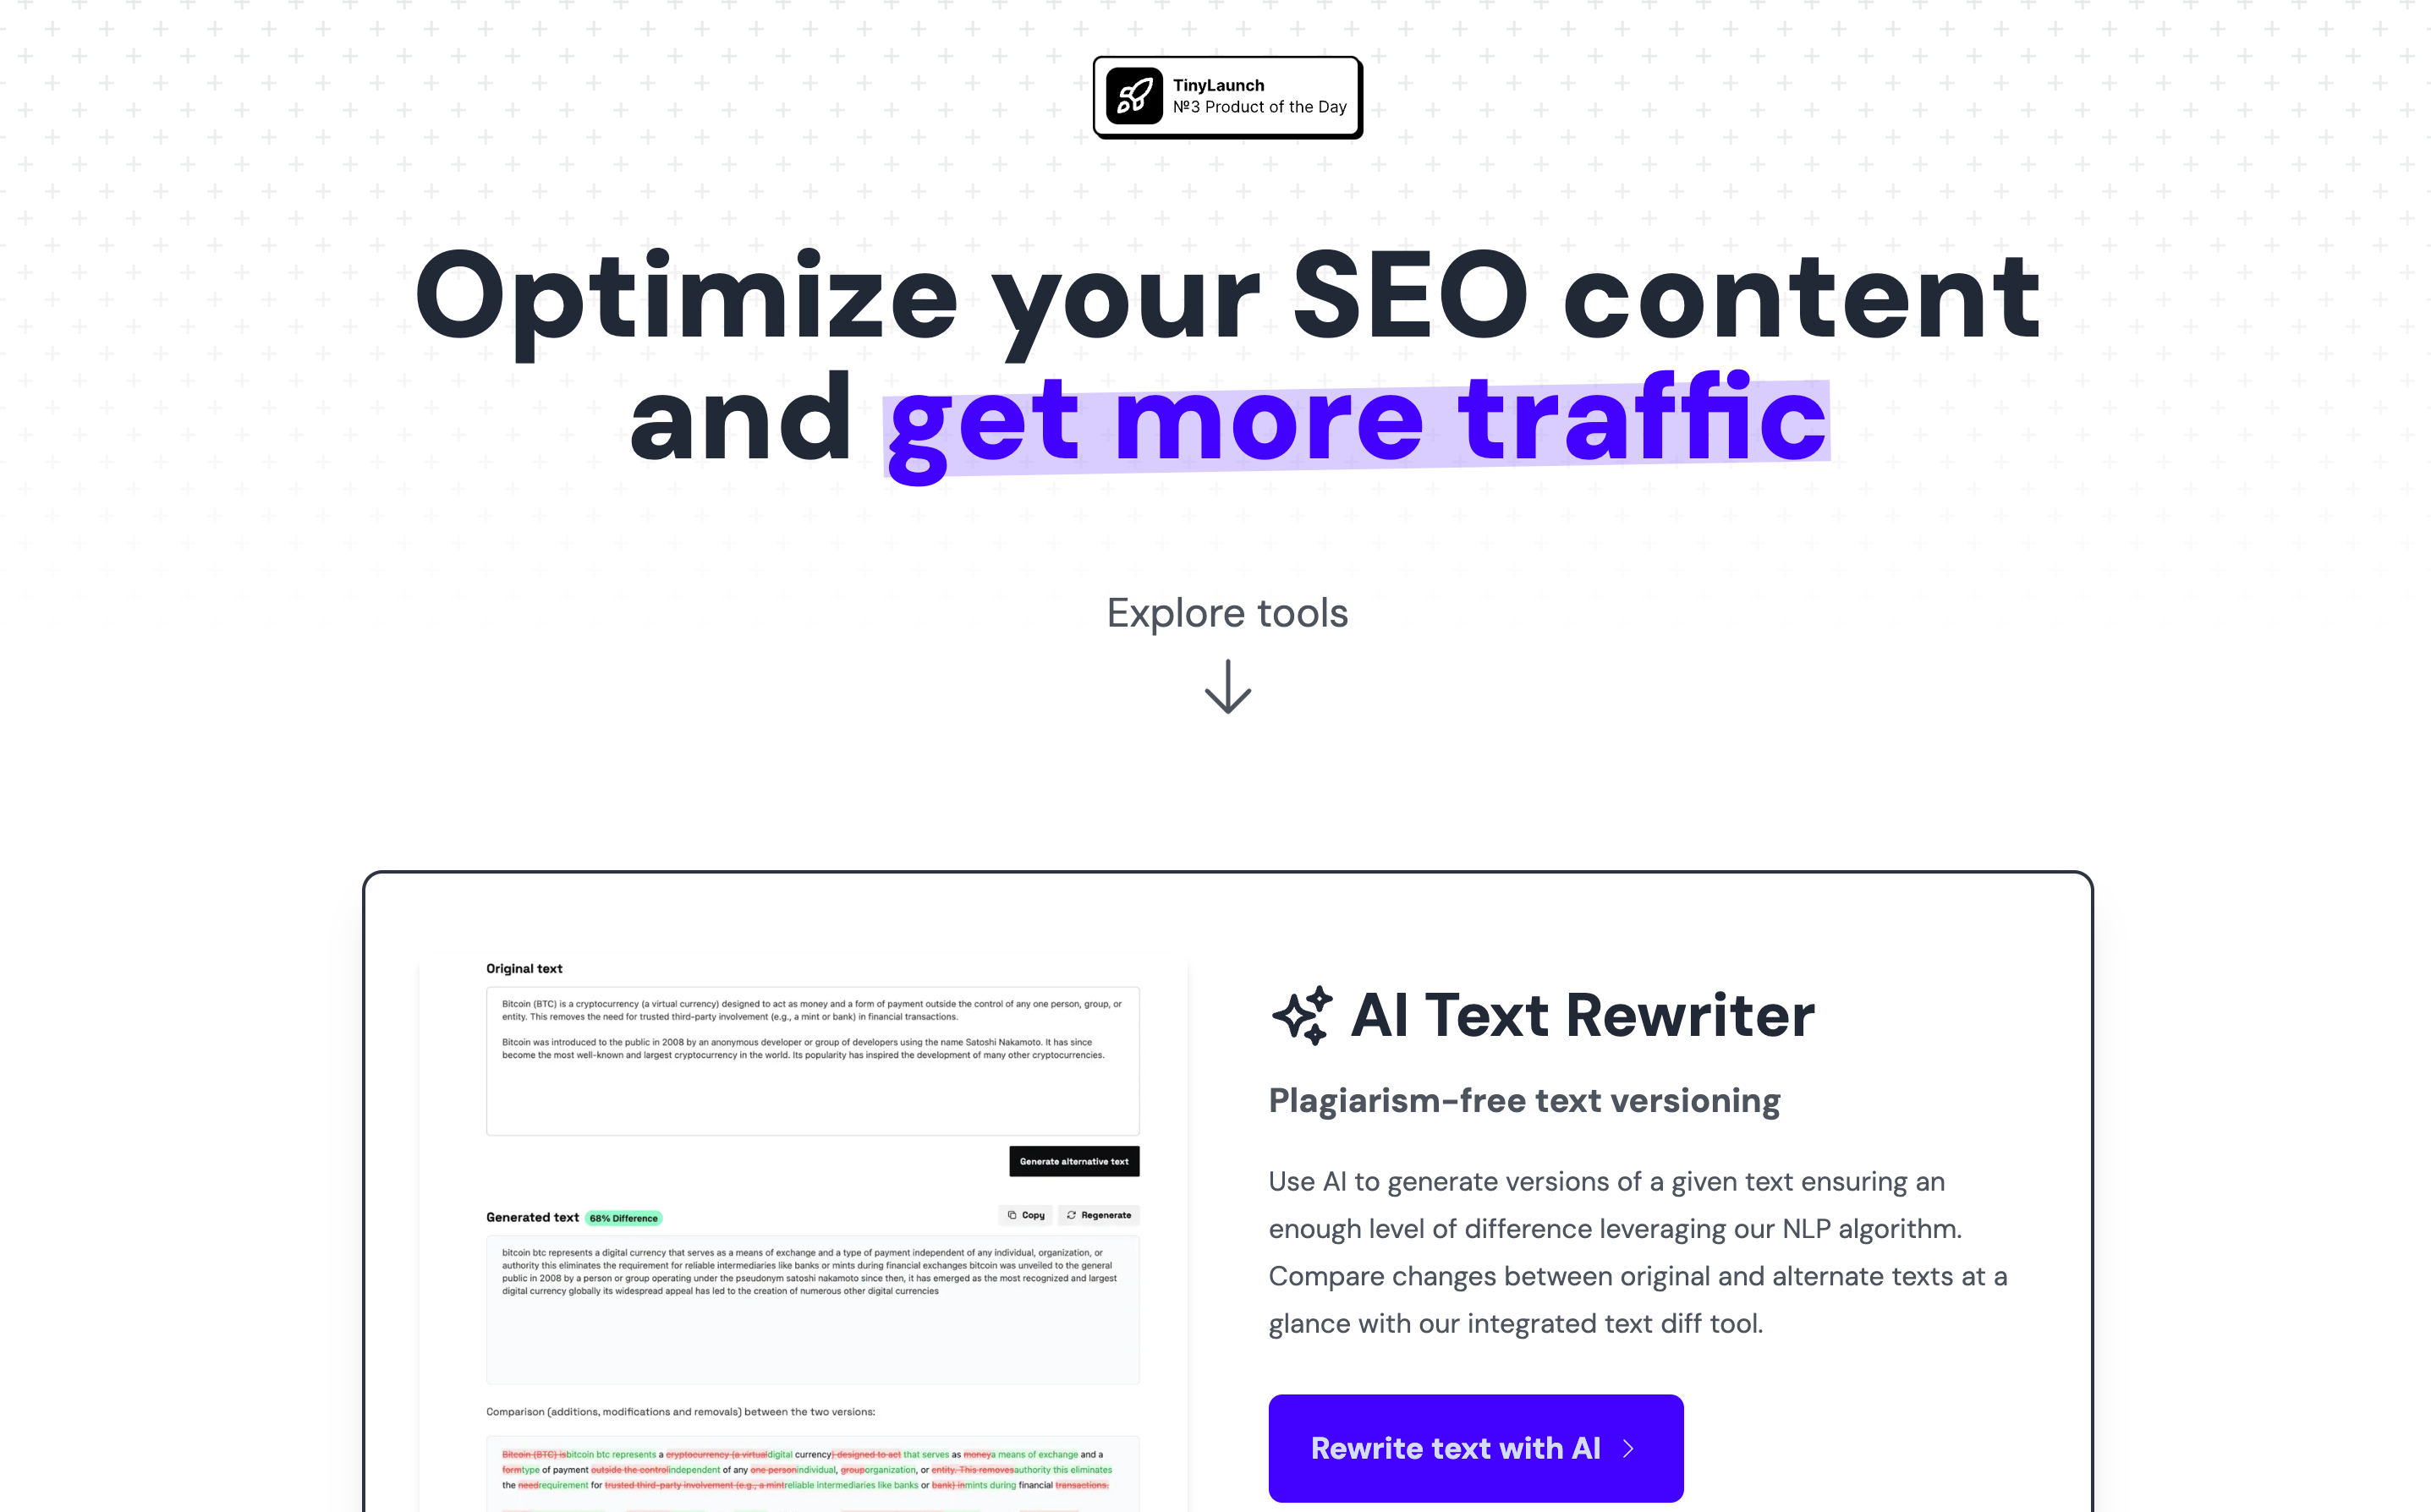 TinyLaunch
№3 Product of the Day
Optimize your SEO content
and get more traffic
Explore tools
Original text
Bitcoin (BTC) is a cryptocurrency (a virtual currency) designed to act as money and a form of payment outside the control of any one person, group, or
entity. This removes the need for trusted third-party involvement (e.g., a mint or bank) in financial transactions.
Bitcoin was introduced to the public in 2008 by an anonymous developer or group of developers using the name Satoshi Nakamoto. It has since
become the most well-known and largest cryptocurrency in the world. Its popularity has inspired the development of many other cryptocurrencies.
Generate alternative text
Generated text 68% Difference
Copy Regenerate
bitcoin btc represents a digital currency that serves as a means of exchange and a type of payment independent of any individual, organization, or
authority this eliminates the requirement for reliable intermediaries like banks or mints during financial exchanges bitcoin was unveiled to the general
public in 2008 by a person or group operating under the pseudonym satoshi nakamoto since then, it has emerged as the most recognized and largest
digital currency globally its widespread appeal has led to the creation of numerous other digital currencies
Comparison (additions, modifications and removals) between the two versions:
Bitcoin (BTC) isbitcoin btc represents a cryptocurrency (a virtualdigital currency) designed to act that serves as moneya means of exchange and a
formtype of payment outside the controlindependent of any one personindividual, grouporganization, or entity. This removesauthority this eliminates
the needrequirement for trusted third-party involvement (e.g., a mintreliable intermediaries like banks or bank) inmints during financial transactions.
AI Text Rewriter
Plagiarism-free text versioning
Use AI to generate versions of a given text ensuring an
enough level of difference leveraging our NLP algorithm.
Compare changes between original and alternate texts at a
glance with our integrated text diff tool.
Rewrite text with AI